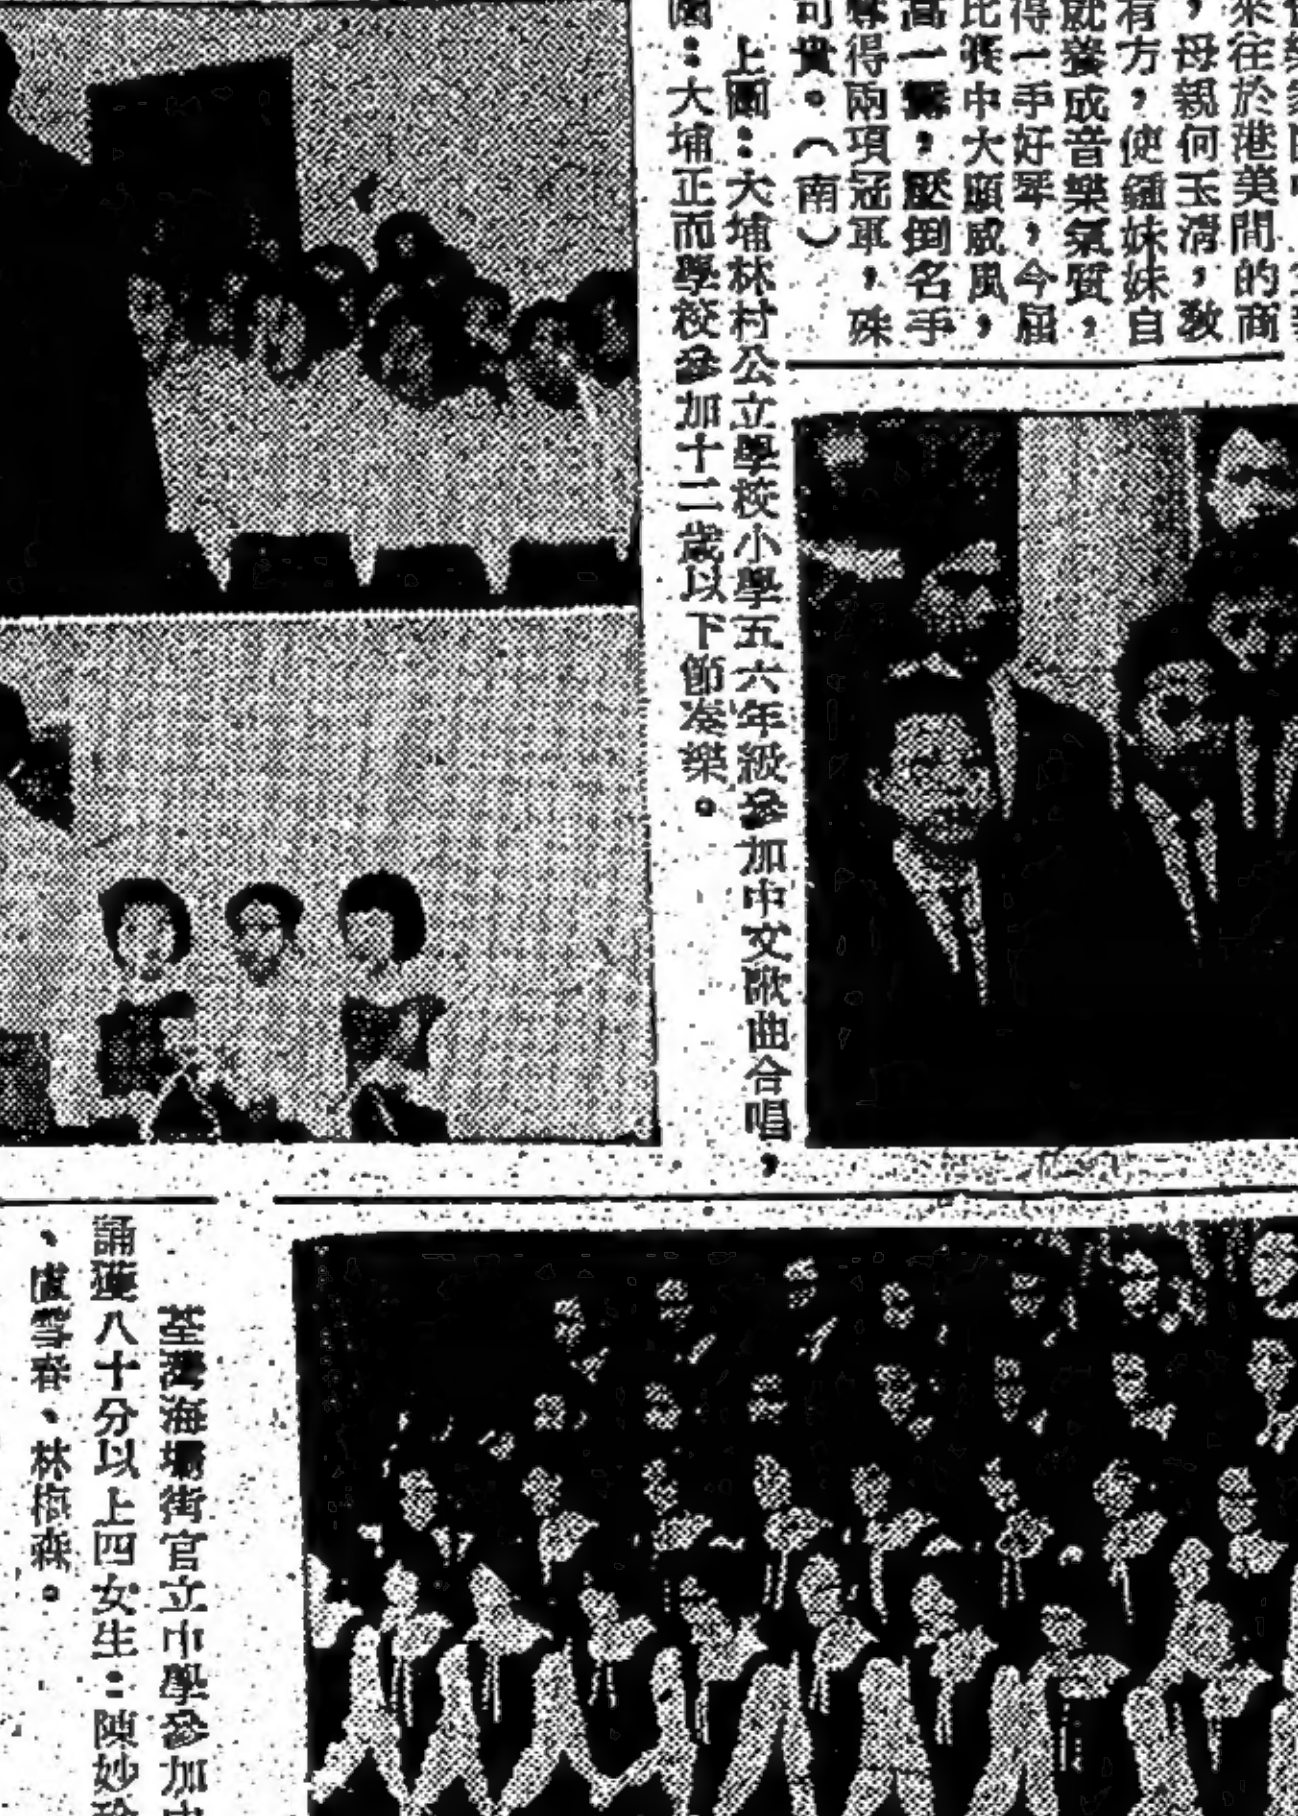 來往於港美間的商
，母親何玉清，教
有方，使鍾妹妹自
就養成音樂氣質，
得一手好琴，今屆
比賽中大顯威風，
高一籌，壓倒名手
奪得兩項冠軍，殊
可貴。（南）
上圖：大埔林村公立學校小學五六年級參加中文歌曲合唱，
圖：大埔正而學校參加十二歲以下節奏樂。
荃灣海壩街官立中學參加中
誦獲八十分以上四女生：陳妙
、盧雪春、林梅森。